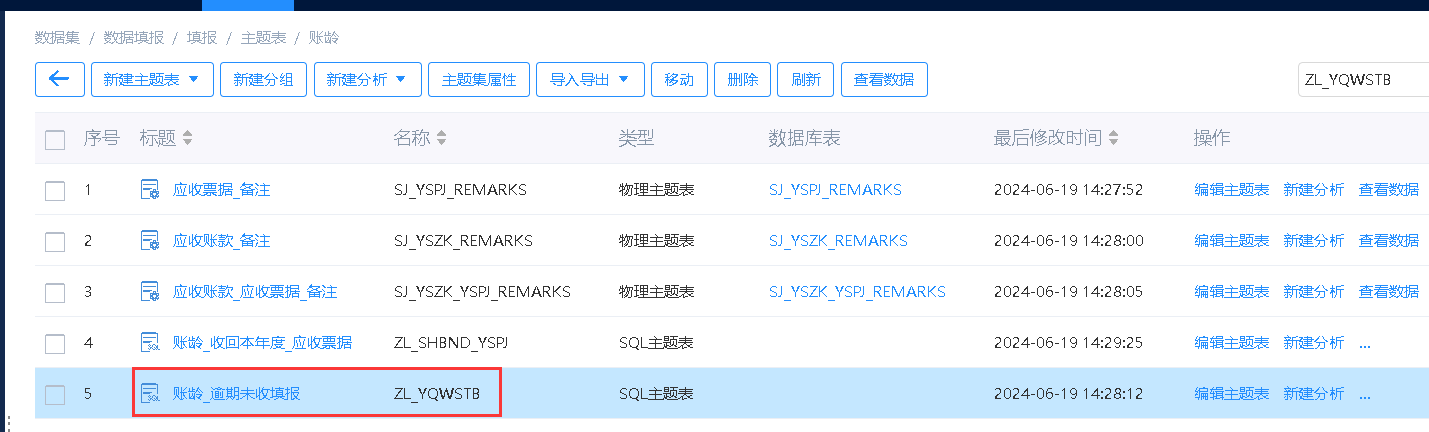 数据集 / 数据填报 / 填报 / 主题表 / 账龄
新建主题表 新建分组 新建分析 主题集属性 导入导出 移动 删除 刷新 查看数据 ZL_YQWSTB
序号 标题 名称 类型 数据库表 最后修改时间 操作
1 应收票据_备注 SJ_YSPJ_REMARKS 物理主题表 SJ_YSPJ_REMARKS 2024-06-19 14:27:52 编辑主题表 新建分析 查看数据
2 应收账款_备注 SJ_YSZK_REMARKS 物理主题表 SJ_YSZK_REMARKS 2024-06-19 14:28:00 编辑主题表 新建分析 查看数据
3 应收账款_应收票据_备注 SJ_YSZK_YSPJ_REMARKS 物理主题表 SJ_YSZK_YSPJ_REMARKS 2024-06-19 14:28:05 编辑主题表 新建分析 查看数据
4 SQL 账龄_收回本年度_应收票据 ZL_SHBND_YSPJ SQL主题表 2024-06-19 14:29:25 编辑主题表 新建分析 ...
5 SQL 账龄_逾期未收填报 ZL_YQWSTB SQL主题表 2024-06-19 14:28:12 编辑主题表 新建分析 ...